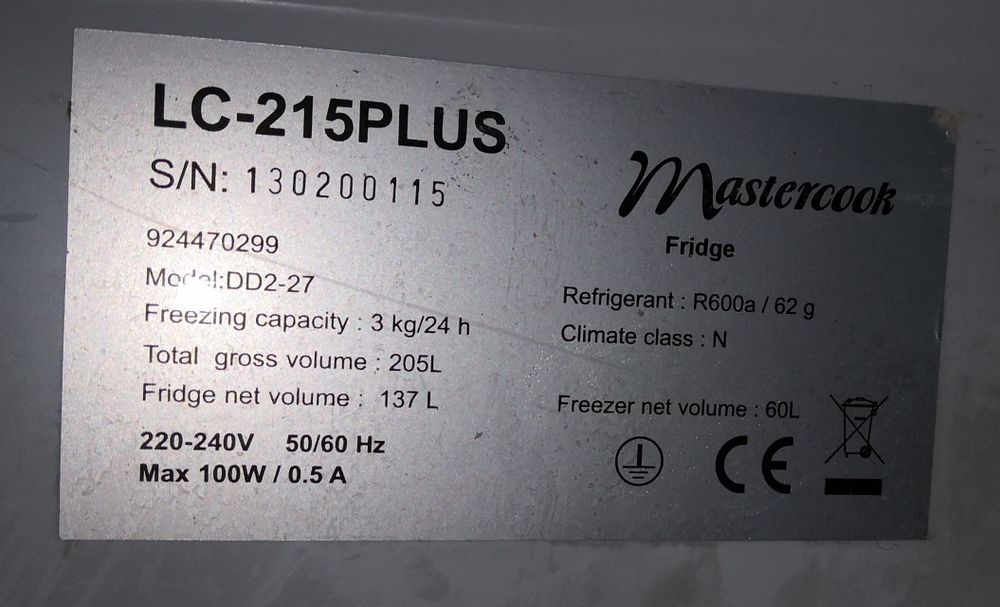 LC-215PLUS
S/N: 130200115
924470299
Model:DD2-27
Freezing capacity : 3 kg/24 h
Total gross volume : 205L
Fridge net volume : 137 L
220-240V 50/60 Hz
Max 100W / 0.5 A
Mastercook
Fridge
Refrigerant : R600a / 62 g
Climate class : N
Freezer net volume : 60L
CE